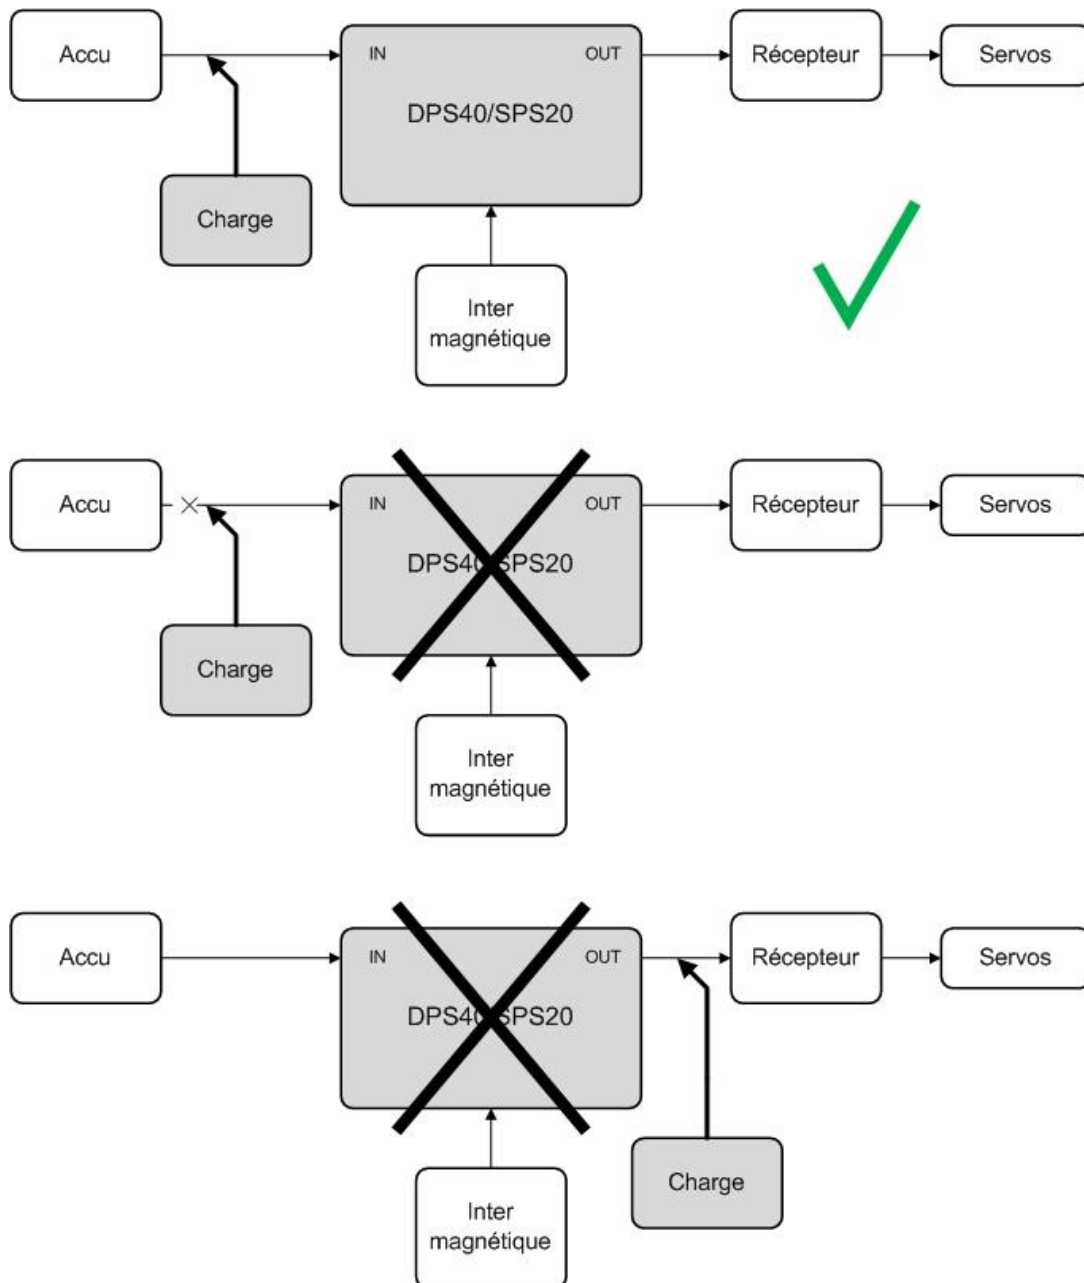 Accu
IN
OUT
DPS40/SPS20
Récepteur
Servos
Charge
Inter
magnétique
Accu
IN
OUT
DPS40/SPS20
Récepteur
Servos
Charge
Inter
magnétique
Accu
IN
OUT
DPS40/SPS20
Récepteur
Servos
Charge
Inter
magnétique